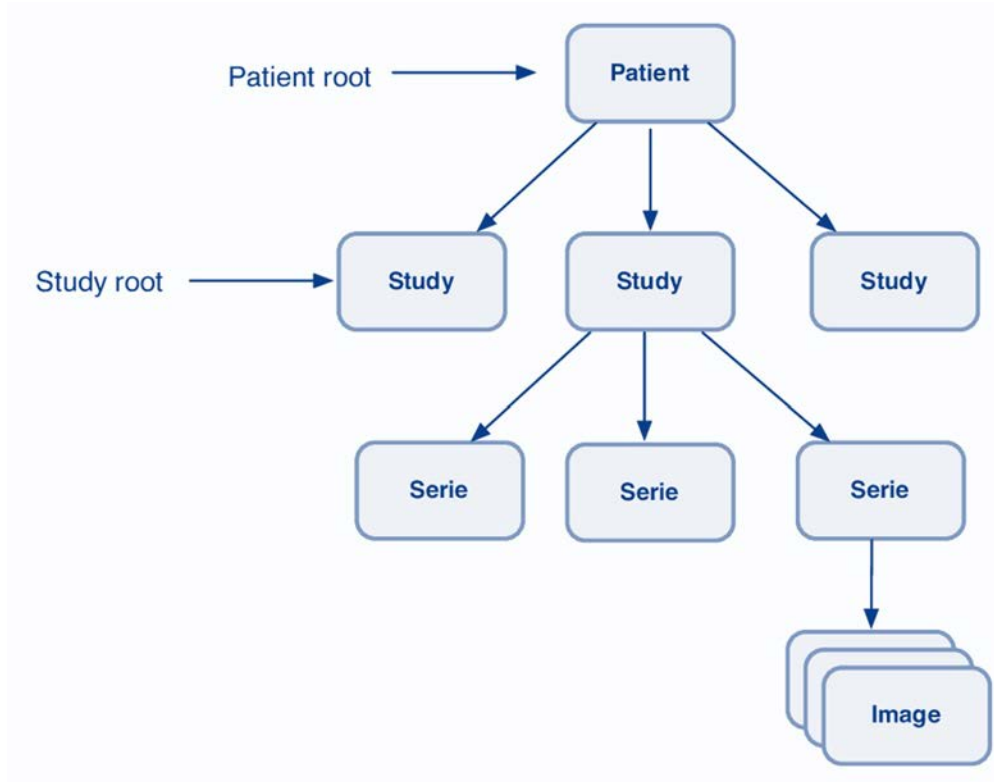 Patient root
Patient
Study root
Study
Study
Study
Serie
Serie
Serie
Image